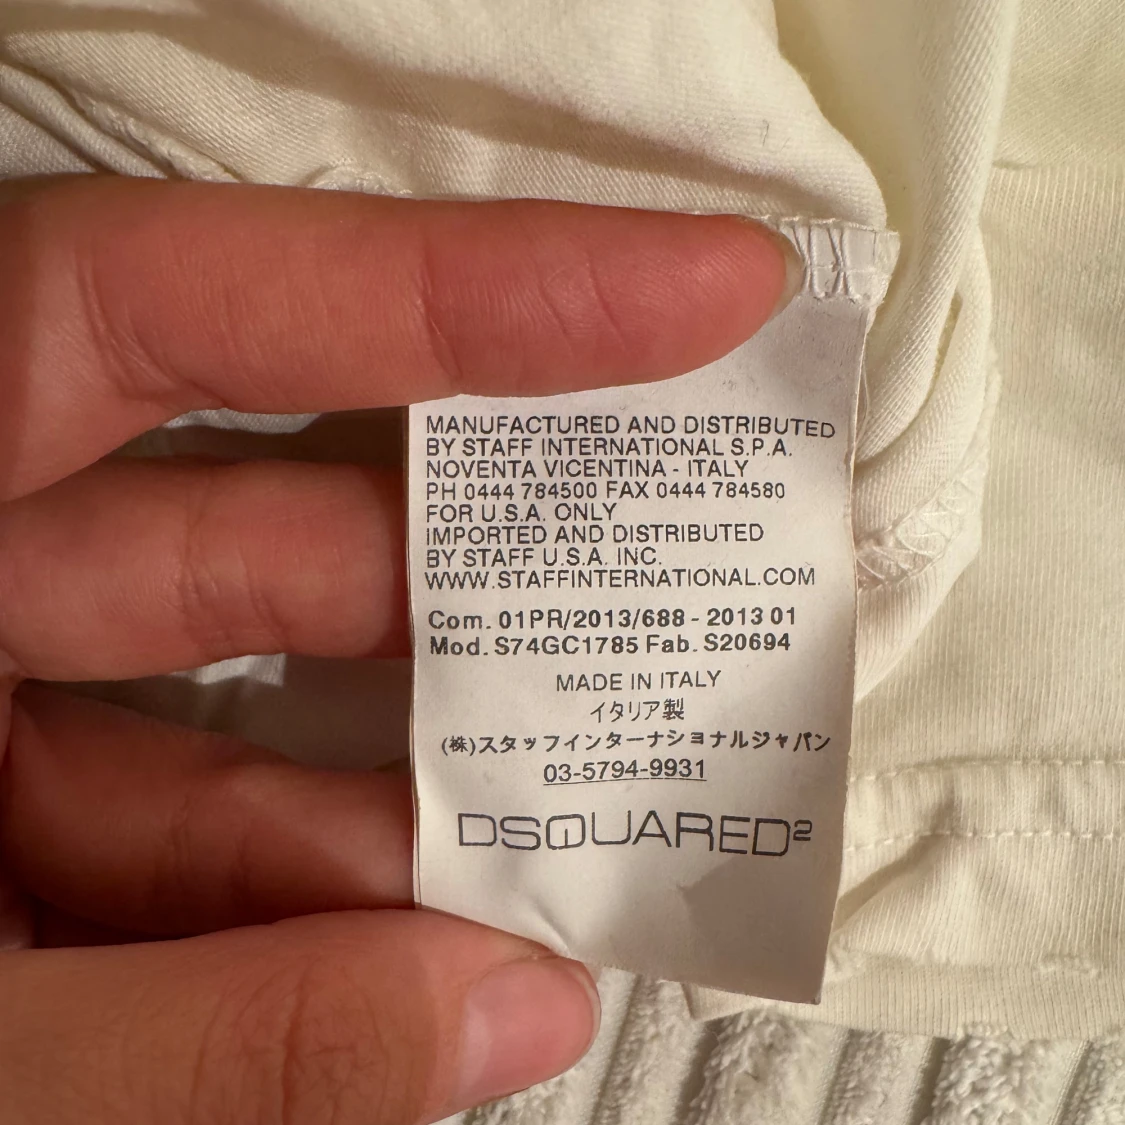 MANUFACTURED AND DISTRIBUTED
BY STAFF INTERNATIONAL S.P.A.
NOVENTA VICENTINA - ITALY
PH 0444 784500 FAX 0444 784580
FOR U.S.A. ONLY
IMPORTED AND DISTRIBUTED
BY STAFF U.S.A. INC.
WWW.STAFFINTERNATIONAL.COM
Com. 01PR/2013/688 - 2013 01
Mod. S74GC1785 Fab. S20694
MADE IN ITALY
イタリア製
(株)スタッフインターナショナルジャパン
03-5794-9931
DSQUARED²